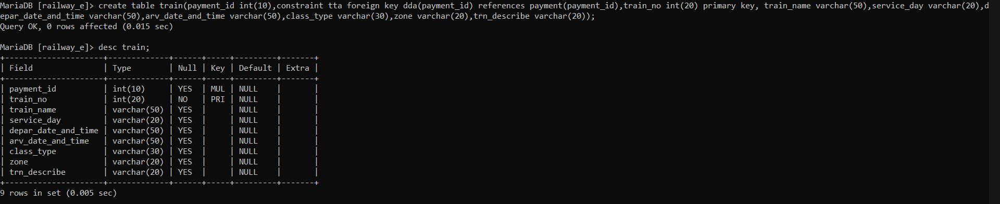 MariaDB [railway_e]> create table train(payment_id int(10),constraint tta foreign key dda(payment_id) references payment(payment_id),train_no int(20) primary key, train_name varchar(50),service_day varchar(20),d
epar_date_and_time varchar(50),arv_date_and_time varchar(50),class_type varchar(30),zone varchar(20),trn_describe varchar(20));
Query OK, 0 rows affected (0.015 sec)

MariaDB [railway_e]> desc train;
+---------------------+-------------+------+-----+---------+-------+
| Field               | Type        | Null | Key | Default | Extra |
+---------------------+-------------+------+-----+---------+-------+
| payment_id          | int(10)     | YES  | MUL | NULL    |       |
| train_no            | int(20)     | NO   | PRI | NULL    |       |
| train_name          | varchar(50) | YES  |     | NULL    |       |
| service_day         | varchar(20) | YES  |     | NULL    |       |
| depar_date_and_time | varchar(50) | YES  |     | NULL    |       |
| arv_date_and_time   | varchar(50) | YES  |     | NULL    |       |
| class_type          | varchar(30) | YES  |     | NULL    |       |
| zone                | varchar(20) | YES  |     | NULL    |       |
| trn_describe        | varchar(20) | YES  |     | NULL    |       |
+---------------------+-------------+------+-----+---------+-------+
9 rows in set (0.005 sec)